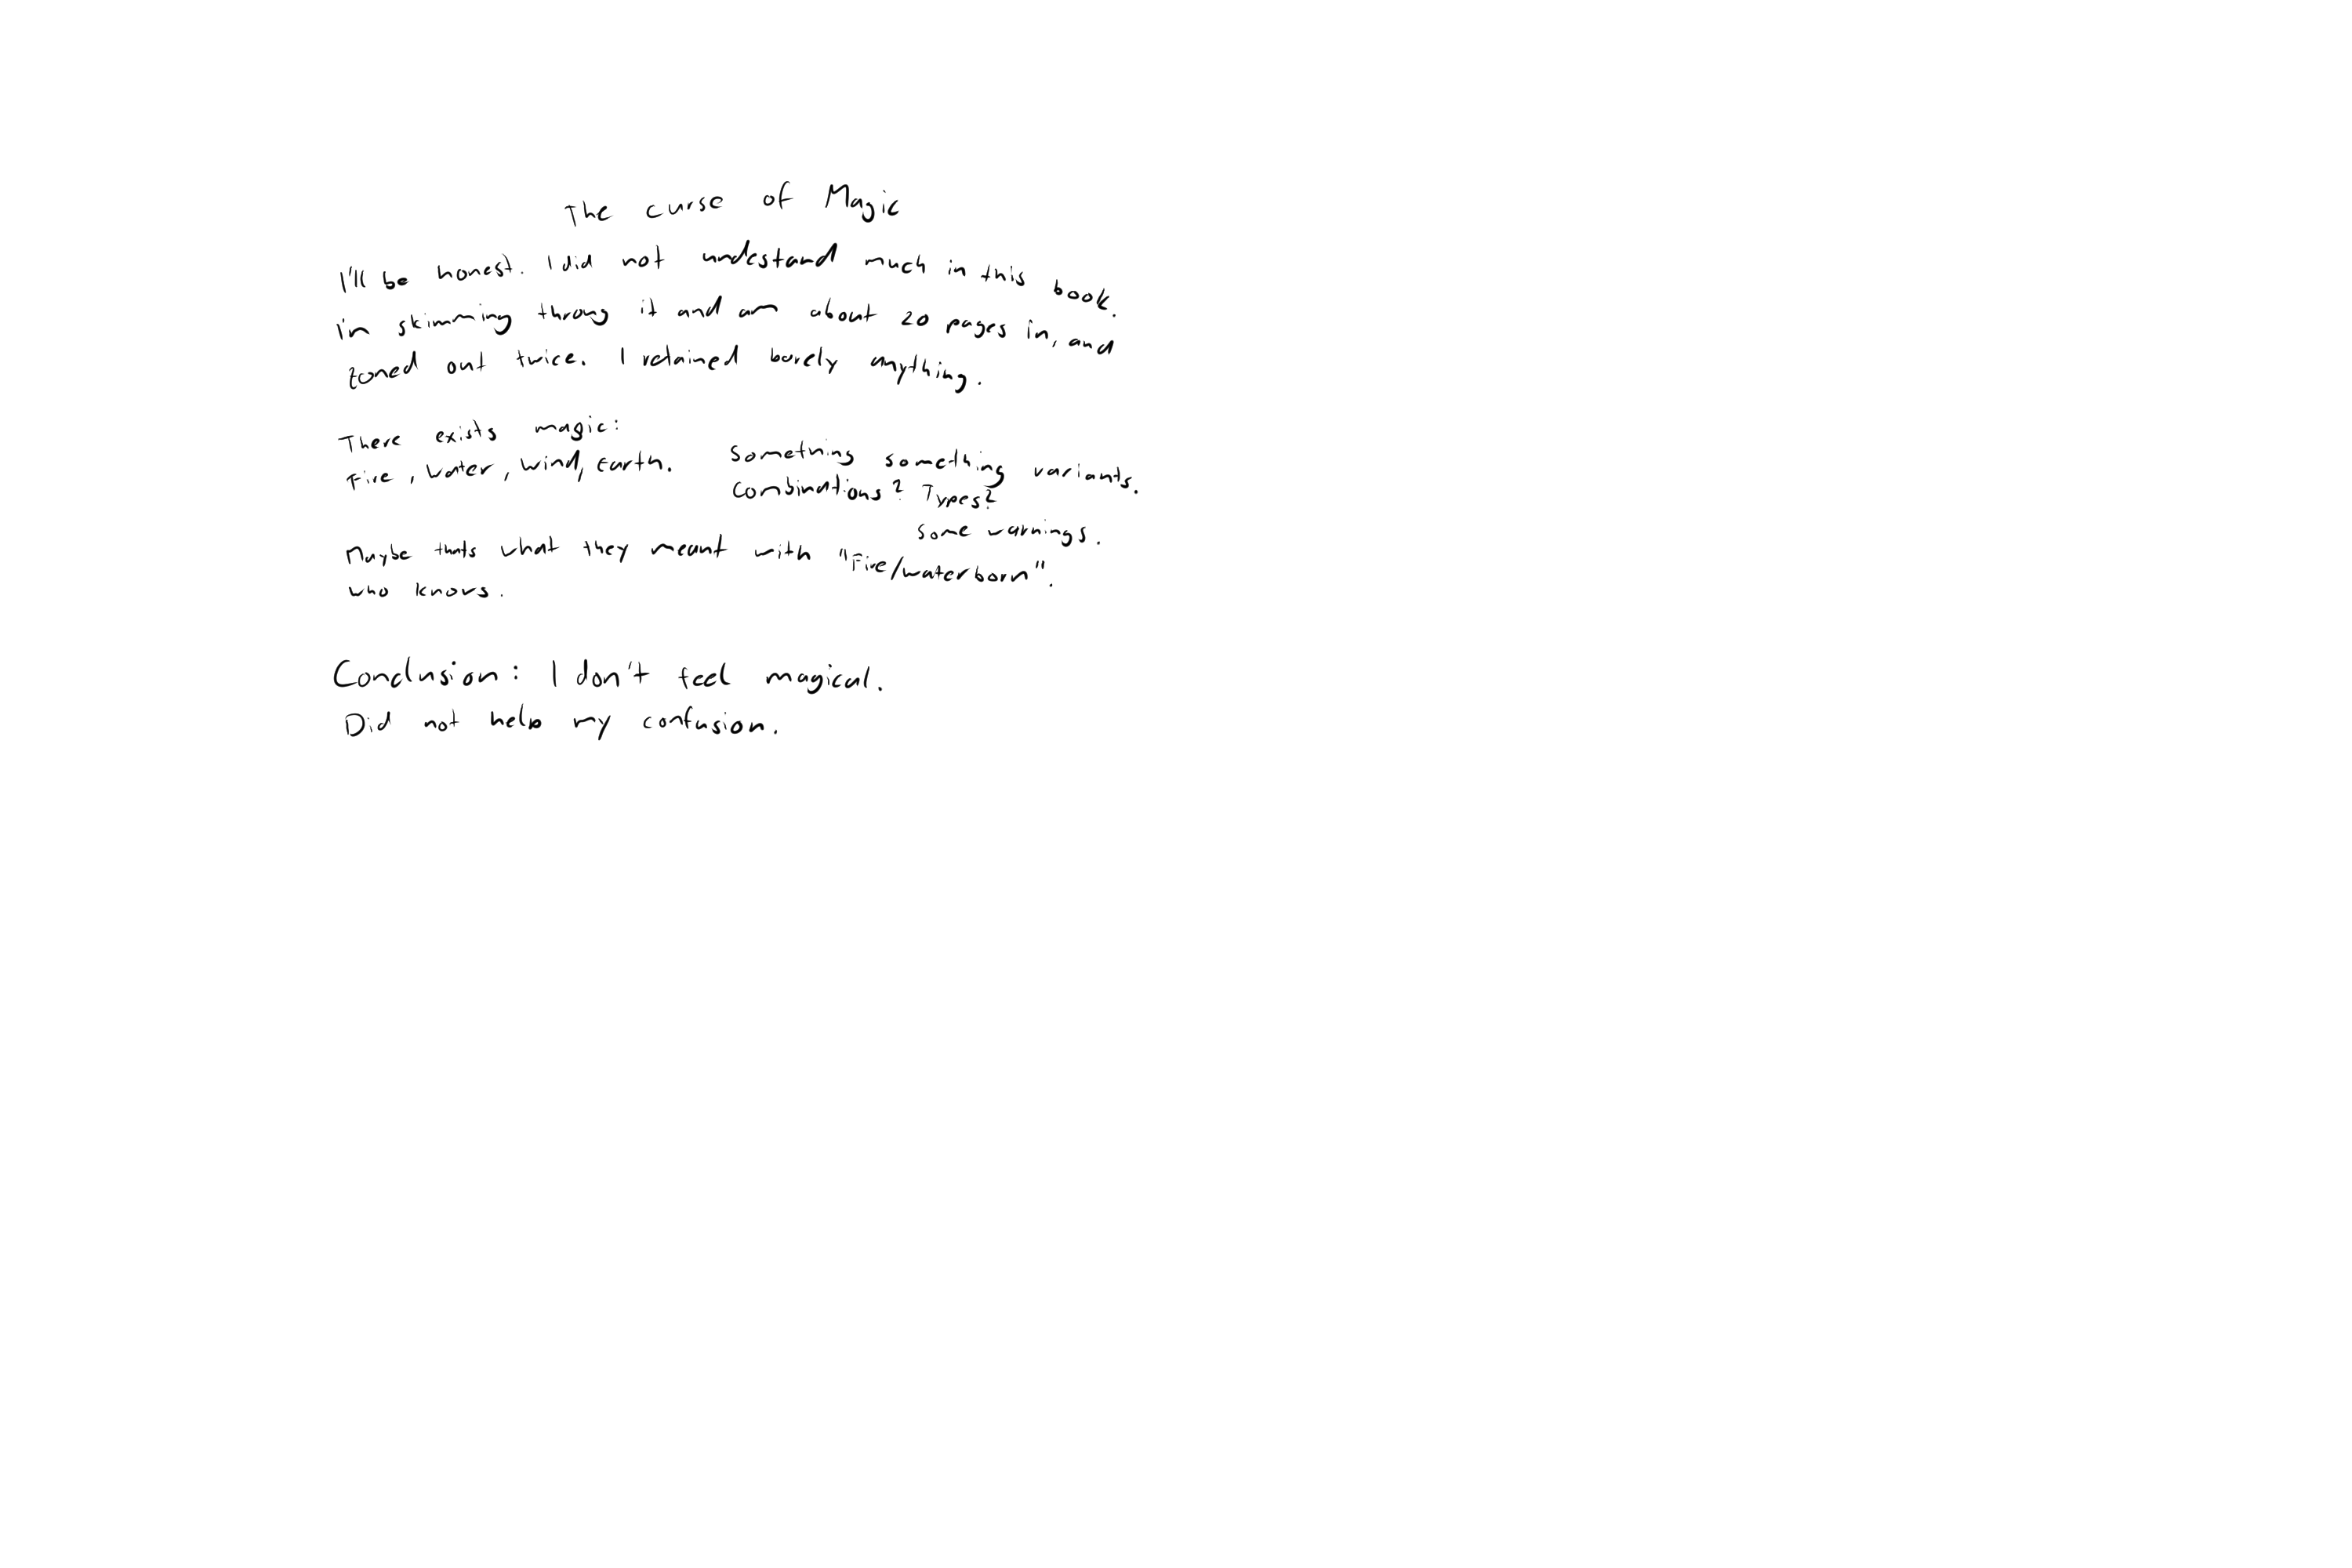 The curse of Magic
I'll be honest. I did not undestand much in this book.
I'm skimming throug it and am about 20 pages in, and
zoned out twice. I retained barely anything.
There exists magic:
Fire, Water, Wind, Earth.
Something something variants.
Combinations? Types?
Some warnings.
Maybe thats what they meant with "Fire/waterborn".
who knows.
Conclusion: I don't feel magical.
Did not help my confusion.